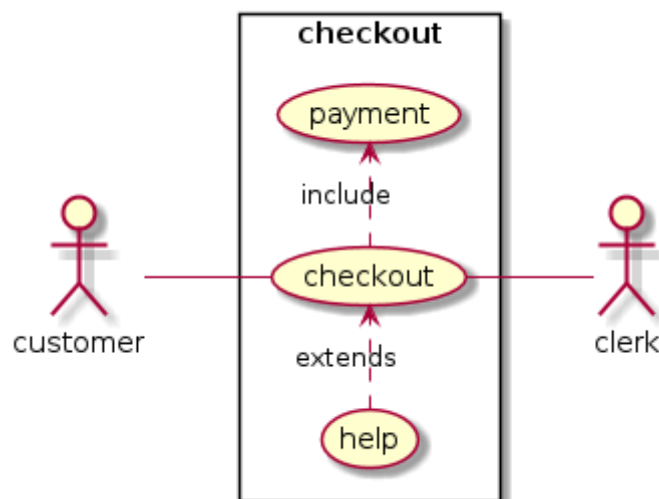 checkout
payment
include
checkout
customer
clerk
extends
help